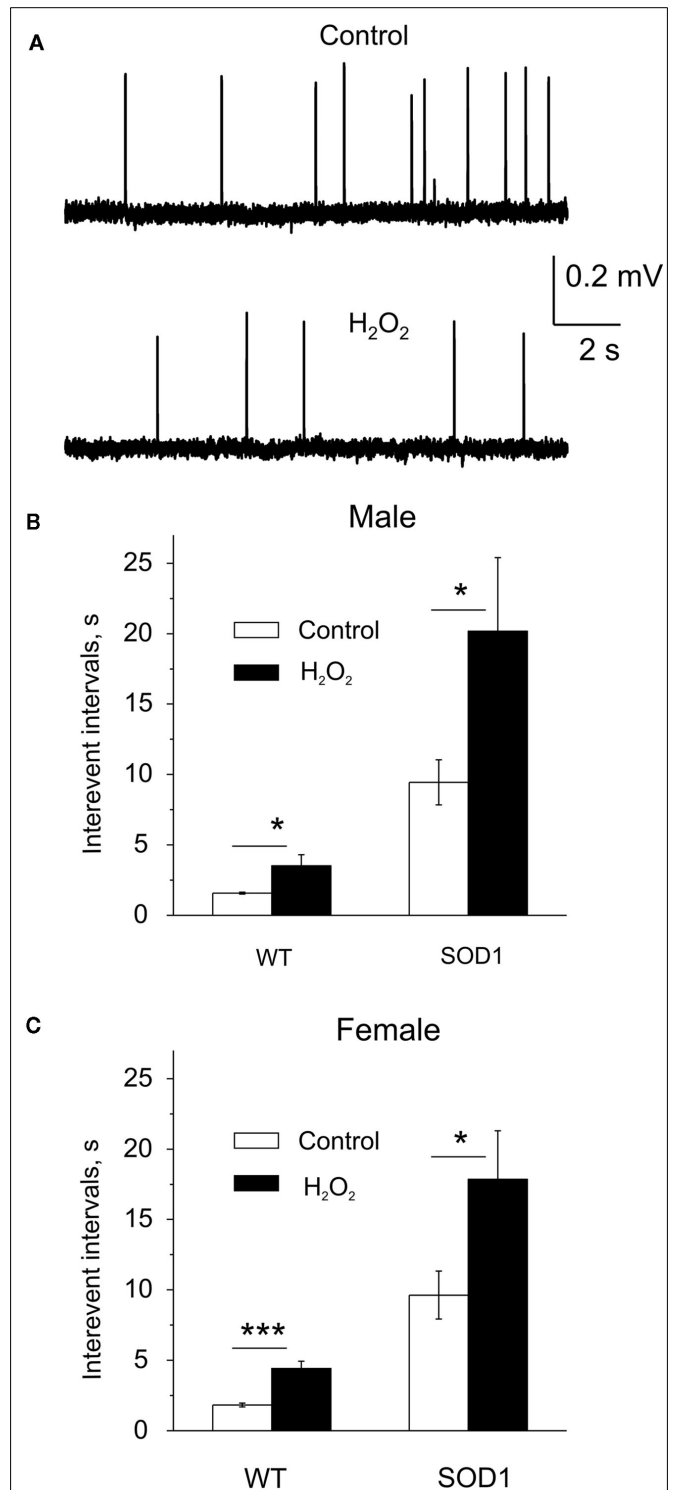 A
Control
0.2 mV
2 s
H₂O₂
B
Male
Interevent intervals, s
25
20
15
10
5
0
Control
H₂O₂
*
*
WT
SOD1
C
Female
Interevent intervals, s
25
20
15
10
5
0
Control
H₂O₂
***
*
WT
SOD1